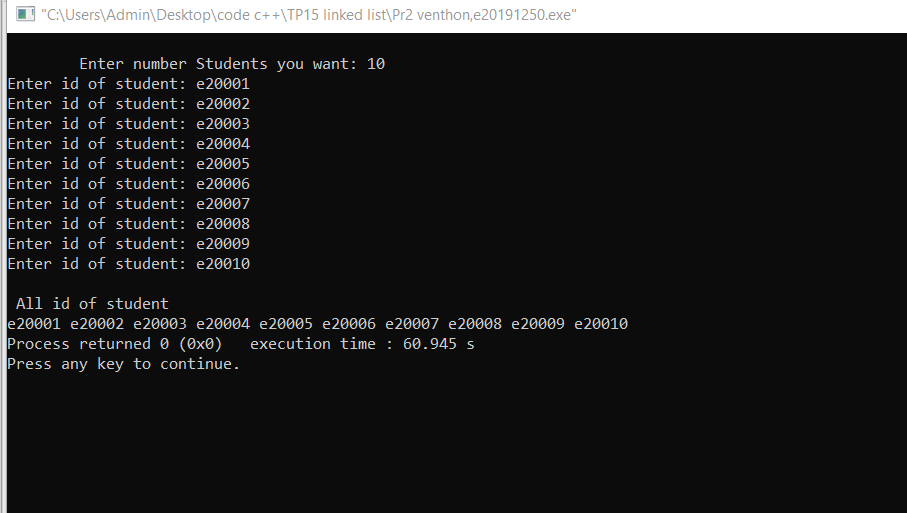 "C:\Users\Admin\Desktop\code c++\TP15 linked list\Pr2 venthon,e20191250.exe"
Enter number Students you want: 10
Enter id of student: e20001
Enter id of student: e20002
Enter id of student: e20003
Enter id of student: e20004
Enter id of student: e20005
Enter id of student: e20006
Enter id of student: e20007
Enter id of student: e20008
Enter id of student: e20009
Enter id of student: e20010
All id of student
e20001 e20002 e20003 e20004 e20005 e20006 e20007 e20008 e20009 e20010
Process returned 0 (0x0)   execution time : 60.945 s
Press any key to continue.